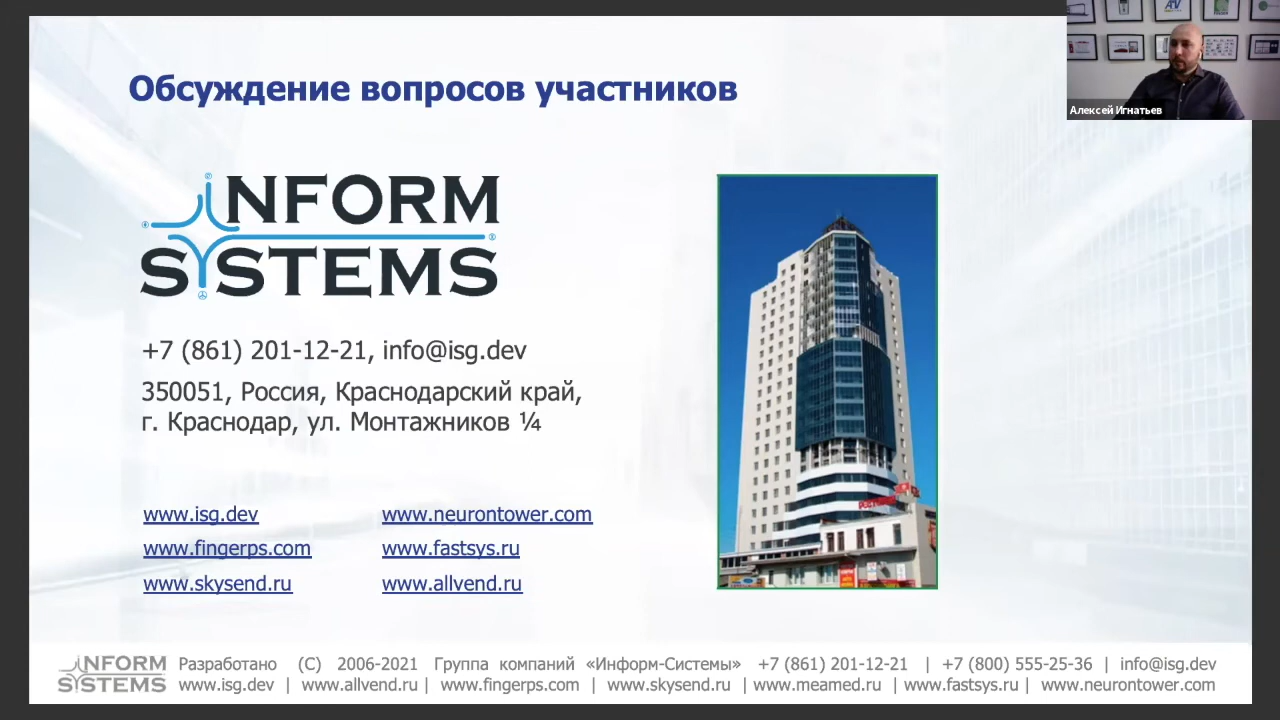 Обсуждение вопросов участников
Алексей Игнатьев
INFORM
SYSTEMS
+7 (861) 201-12-21, info@isg.dev
350051, Россия, Краснодарский край,
г. Краснодар, ул. Монтажников ¼
www.isg.dev www.neurontower.com
www.fingerps.com www.fastsys.ru
www.skysend.ru www.allvend.ru
INFORM
SYSTEMS
Разработано (С) 2006-2021 Группа компаний «Информ-Системы» +7 (861) 201-12-21 | +7 (800) 555-25-36 | info@isg.dev
www.isg.dev | www.allvend.ru | www.fingerps.com | www.skysend.ru | www.meamed.ru | www.fastsys.ru | www.neurontower.com